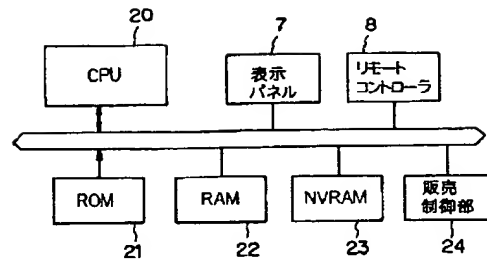 20
7
8
CPU
表示
パネル
リモート
コントローラ
ROM
RAM
NVRAM
販売
制御部
21
22
23
24